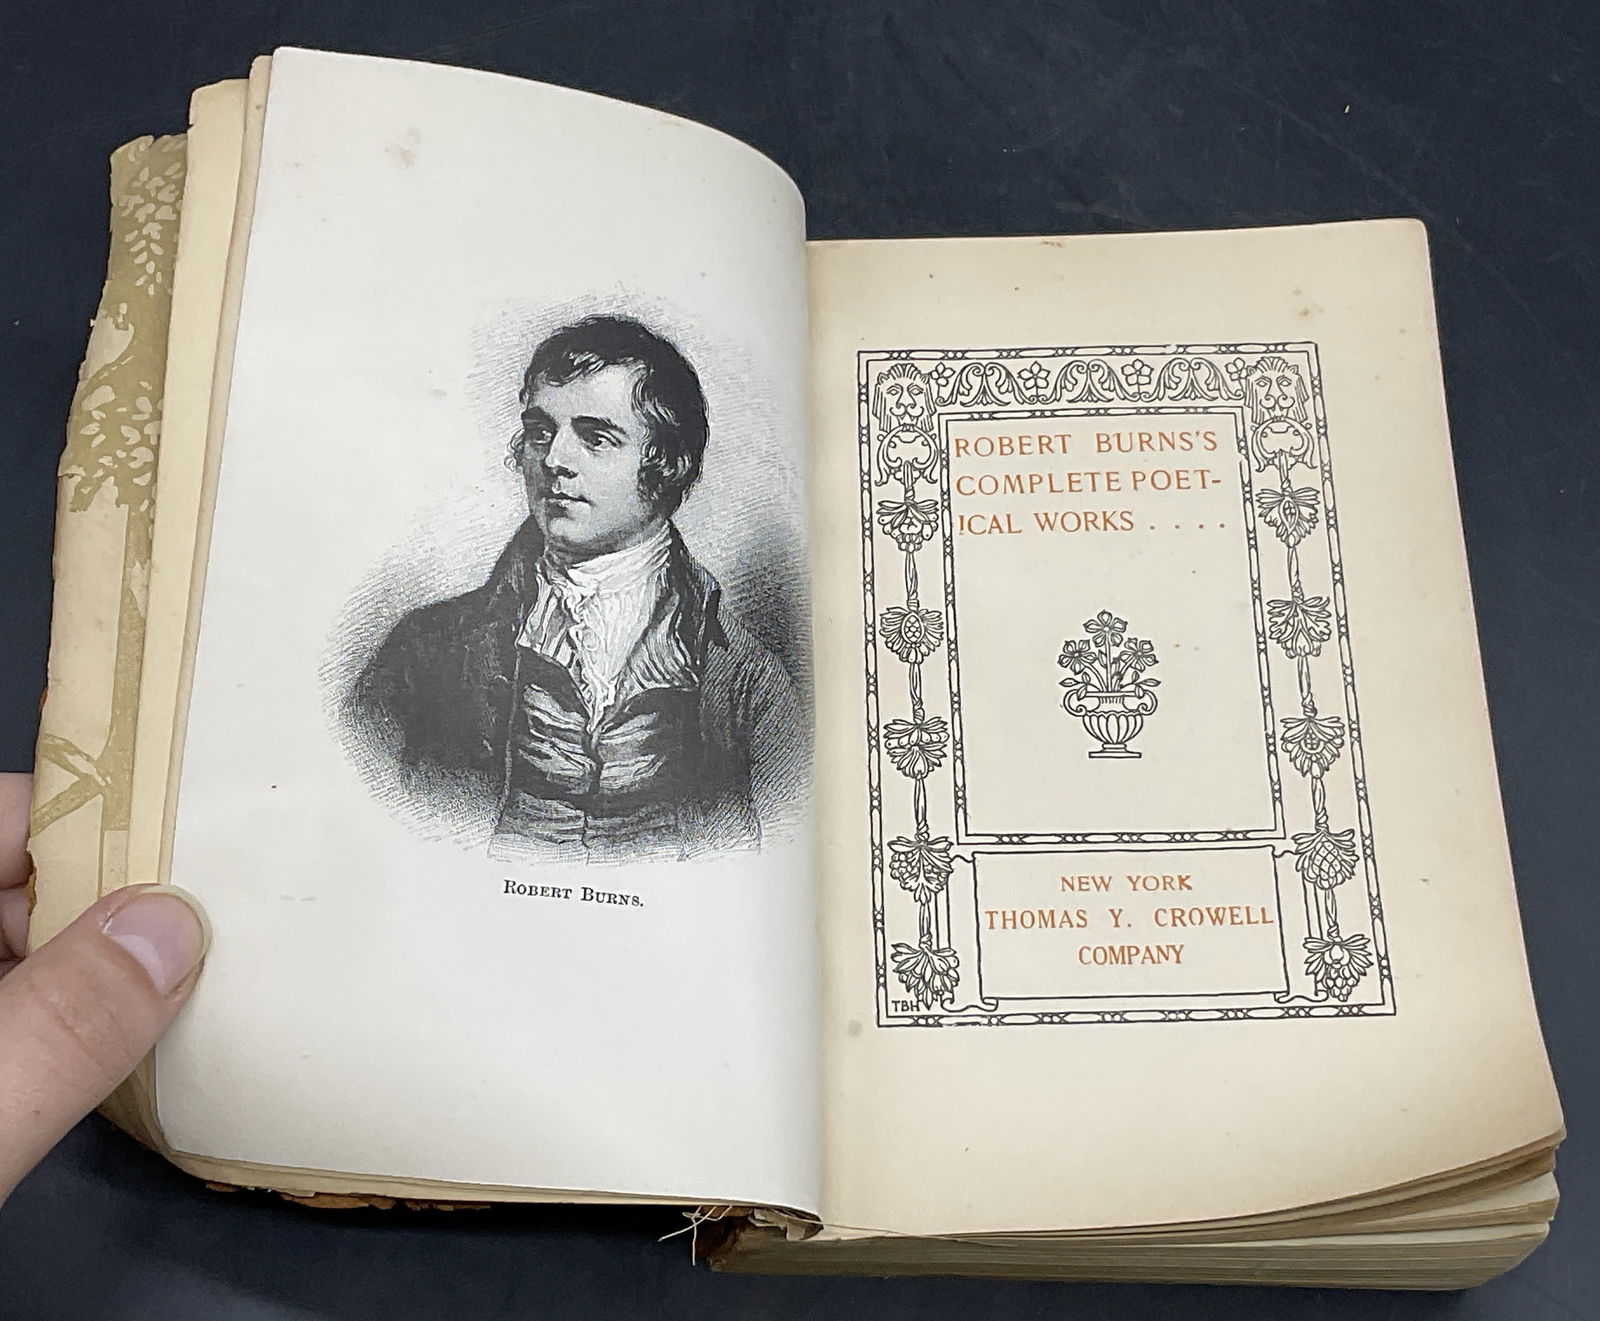 ROBERT BURNS.
ROBERT BURNS'S
COMPLETE POET-
ICAL WORKS . . . .
NEW YORK
THOMAS Y. CROWELL
COMPANY
TBH